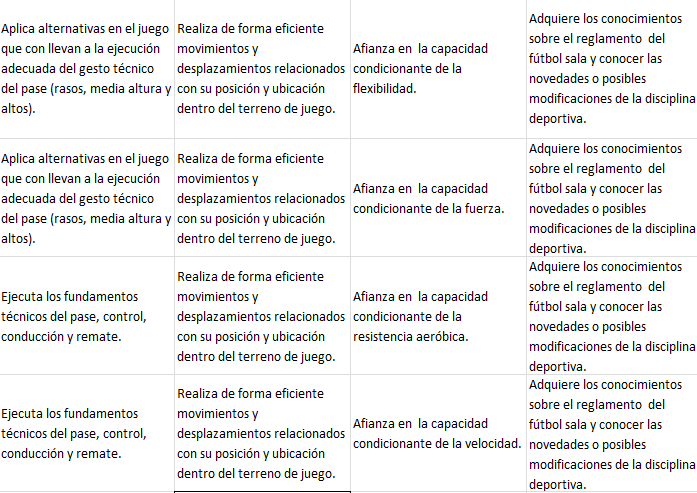 Aplica alternativas en el juego
que con llevan a la ejecución
adecuada del gesto técnico
del pase (rasos, media altura y
altos).
Realiza de forma eficiente
movimientos y
desplazamientos relacionados
con su posición y ubicación
dentro del terreno de juego.
Afianza en  la capacidad
condicionante de la
flexibilidad.
Adquiere los conocimientos
sobre el reglamento  del
fútbol sala y conocer las
novedades o posibles
modificaciones de la disciplina
deportiva.
Aplica alternativas en el juego
que con llevan a la ejecución
adecuada del gesto técnico
del pase (rasos, media altura y
altos).
Realiza de forma eficiente
movimientos y
desplazamientos relacionados
con su posición y ubicación
dentro del terreno de juego.
Afianza en  la capacidad
condicionante de la fuerza.
Adquiere los conocimientos
sobre el reglamento  del
fútbol sala y conocer las
novedades o posibles
modificaciones de la disciplina
deportiva.
Ejecuta los fundamentos
técnicos del pase, control,
conducción y remate.
Realiza de forma eficiente
movimientos y
desplazamientos relacionados
con su posición y ubicación
dentro del terreno de juego.
Afianza en  la capacidad
condicionante de la
resistencia aeróbica.
Adquiere los conocimientos
sobre el reglamento  del
fútbol sala y conocer las
novedades o posibles
modificaciones de la disciplina
deportiva.
Ejecuta los fundamentos
técnicos del pase, control,
conducción y remate.
Realiza de forma eficiente
movimientos y
desplazamientos relacionados
con su posición y ubicación
dentro del terreno de juego.
Afianza en  la capacidad
condicionante de la velocidad.
Adquiere los conocimientos
sobre el reglamento  del
fútbol sala y conocer las
novedades o posibles
modificaciones de la disciplina
deportiva.